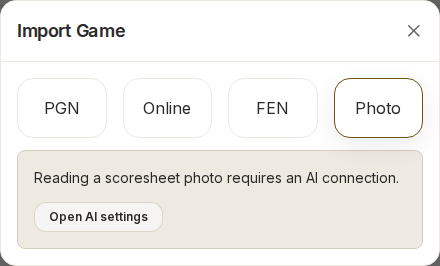 Import Game
PGN
Online
FEN
Photo
Reading a scoresheet photo requires an AI connection.
Open AI settings